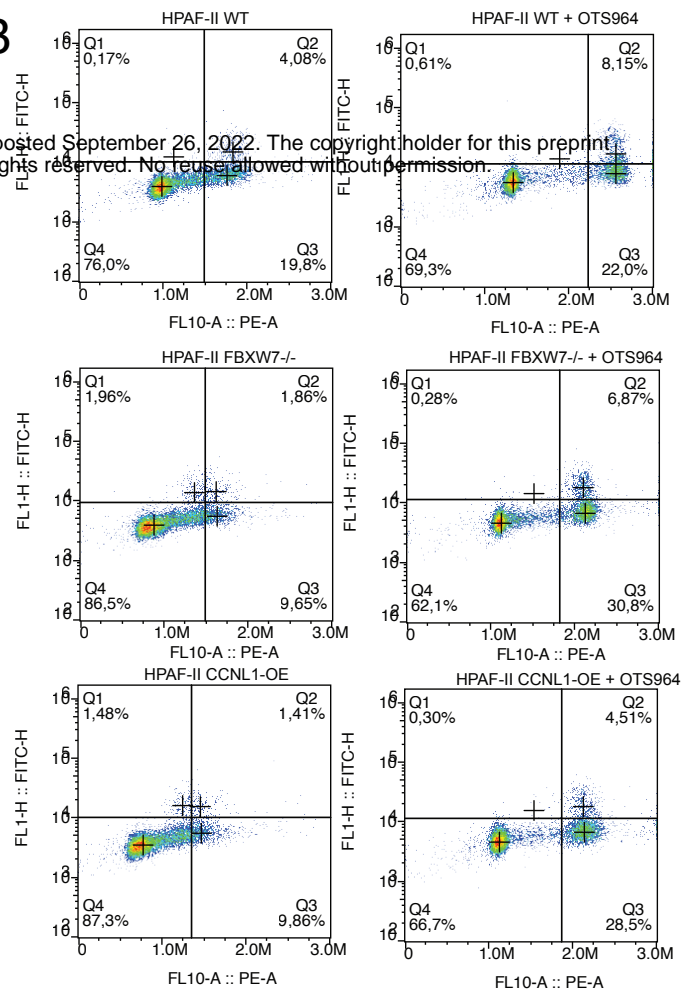 B
HPAF-II WT
Q1
0,17%
Q2
4,08%
Q4
76,0%
Q3
19,8%
FL1-H :: FITC-H
0
1.0M
2.0M
3.0M
FL10-A :: PE-A
HPAF-II WT + OTS964
Q1
0,61%
Q2
8,15%
Q4
69,3%
Q3
22,0%
0
1.0M
2.0M
3.0M
FL10-A :: PE-A
osted September 26, 2022. The copyright holder for this preprint
ghts reserved. No reuse allowed without permission.
HPAF-II FBXW7-/-
Q1
1,96%
Q2
1,86%
Q4
86,5%
Q3
9,65%
FL1-H :: FITC-H
0
1.0M
2.0M
3.0M
FL10-A :: PE-A
HPAF-II FBXW7-/- + OTS964
Q1
0,28%
Q2
6,87%
Q4
62,1%
Q3
30,8%
FL1-H :: FITC-H
0
1.0M
2.0M
3.0M
FL10-A :: PE-A
HPAF-II CCNL1-OE
Q1
1,48%
Q2
1,41%
Q4
87,3%
Q3
9,86%
FL1-H :: FITC-H
0
1.0M
2.0M
3.0M
FL10-A :: PE-A
HPAF-II CCNL1-OE + OTS964
Q1
0,30%
Q2
4,51%
Q4
66,7%
Q3
28,5%
FL1-H :: FITC-H
0
1.0M
2.0M
3.0M
FL10-A :: PE-A